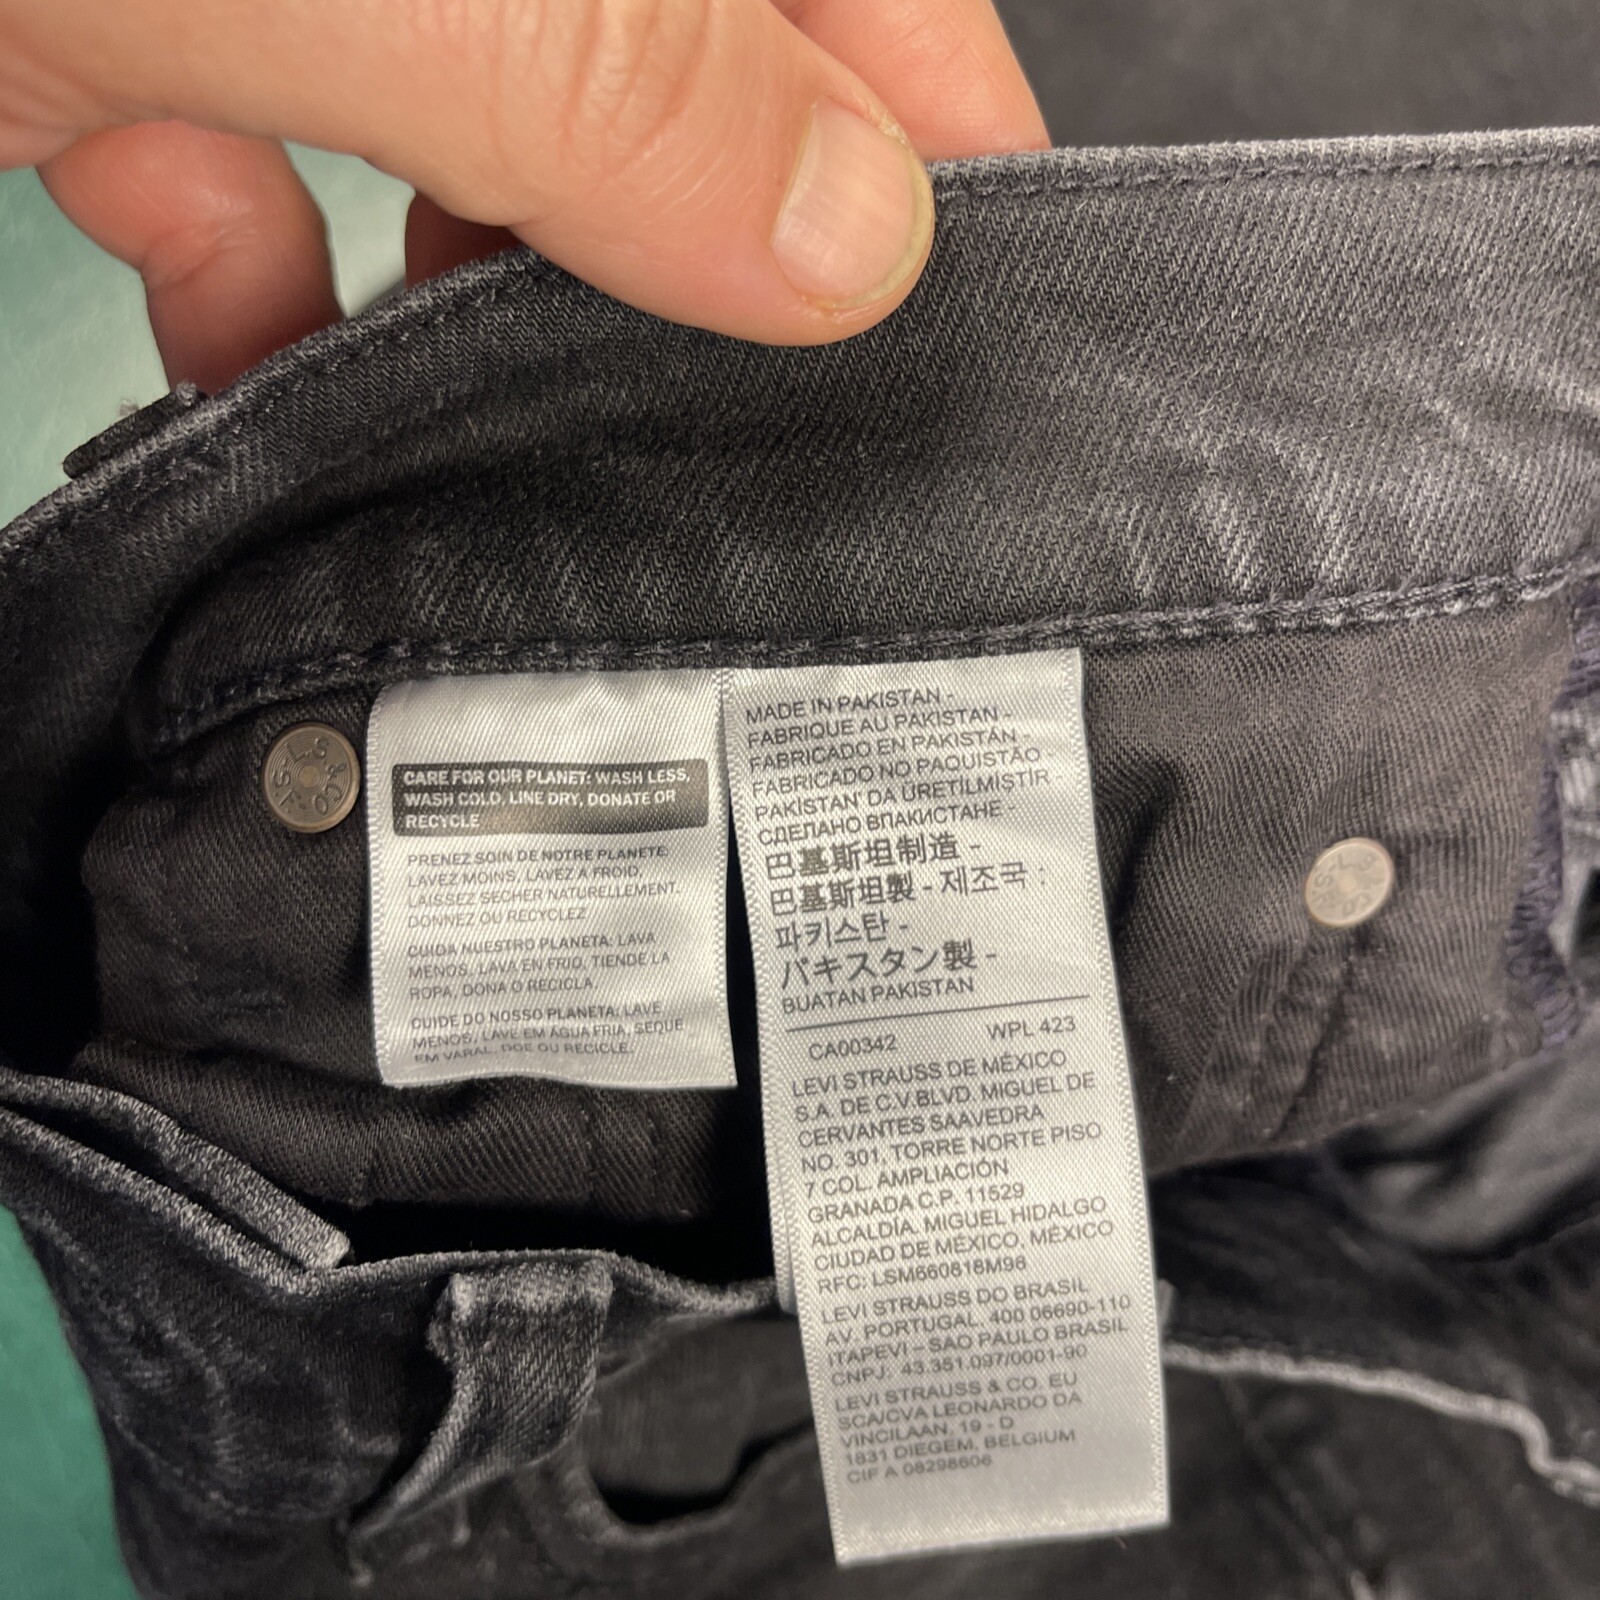 L.S. & CO. L.S.
CARE FOR OUR PLANET: WASH LESS,
WASH COLD, LINE DRY, DONATE OR
RECYCLE
PRENEZ SOIN DE NOTRE PLANETE:
LAVEZ MOINS, LAVEZ A FROID,
LAISSEZ SECHER NATURELLEMENT,
DONNEZ OU RECYCLEZ
CUIDA NUESTRO PLANETA: LAVA
MENOS, LAVA EN FRIO, TIENDE LA
ROPA, DONA O RECICLA.
CUIDE DO NOSSO PLANETA: LAVE
MENOS, LAVE EM AGUA FRIA, SEQUE
EM VARAL, DOE OU RECICLE.
MADE IN PAKISTAN -
FABRIQUE AU PAKISTAN -
FABRICADO EN PAKISTÁN -
FABRICADO NO PAQUISTÃO
PAKİSTAN' DA ÜRETİLMİŞTİR -
СДЕЛАНО ВПАКИСТАНЕ -
巴基斯坦制造 -
巴基斯坦製 - 제조국 :
파키스탄 -
パキスタン製 -
BUATAN PAKISTAN
CA00342 WPL 423
LEVI STRAUSS DE MÉXICO
S.A. DE C.V.BLVD. MIGUEL DE
CERVANTES SAAVEDRA
NO. 301, TORRE NORTE PISO
7 COL. AMPLIACIÓN
GRANADA C.P. 11529
ALCALDÍA. MIGUEL HIDALGO
CIUDAD DE MÉXICO, MÉXICO
RFC: LSM660818M98
LEVI STRAUSS DO BRASIL
AV. PORTUGAL, 400 06690-110
ITAPEVI – SAO PAULO BRASIL
CNPJ: 43.351.097/0001-90
LEVI STRAUSS & CO. EU
SCA/CVA LEONARDO DA
VINCILAAN, 19 - D
1831 DIEGEM, BELGIUM
CIF A 08298606